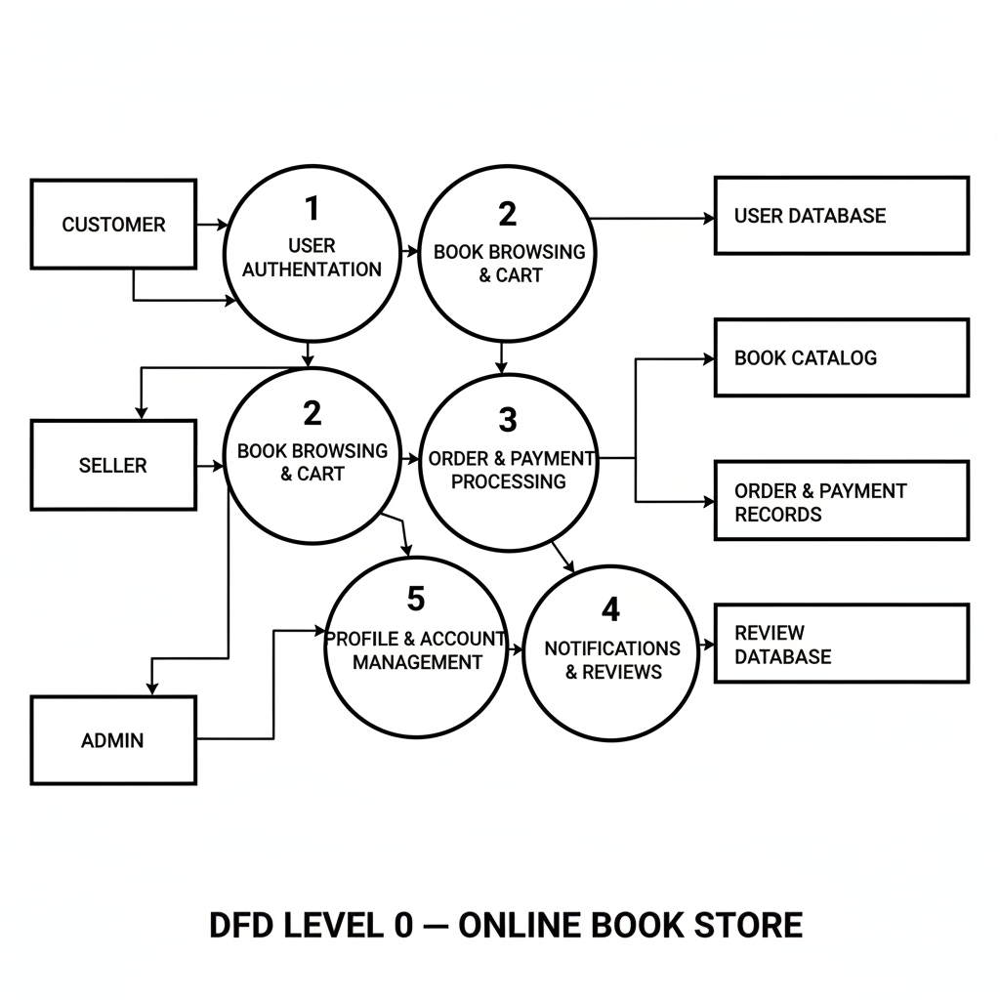 CUSTOMER
1
USER
AUTHENTATION
2
BOOK BROWSING
& CART
USER DATABASE
BOOK CATALOG
SELLER
2
BOOK BROWSING
& CART
3
ORDER & PAYMENT
PROCESSING
ORDER & PAYMENT
RECORDS
5
PROFILE & ACCOUNT
MANAGEMENT
4
NOTIFICATIONS
& REVIEWS
REVIEW
DATABASE
ADMIN
DFD LEVEL 0 — ONLINE BOOK STORE